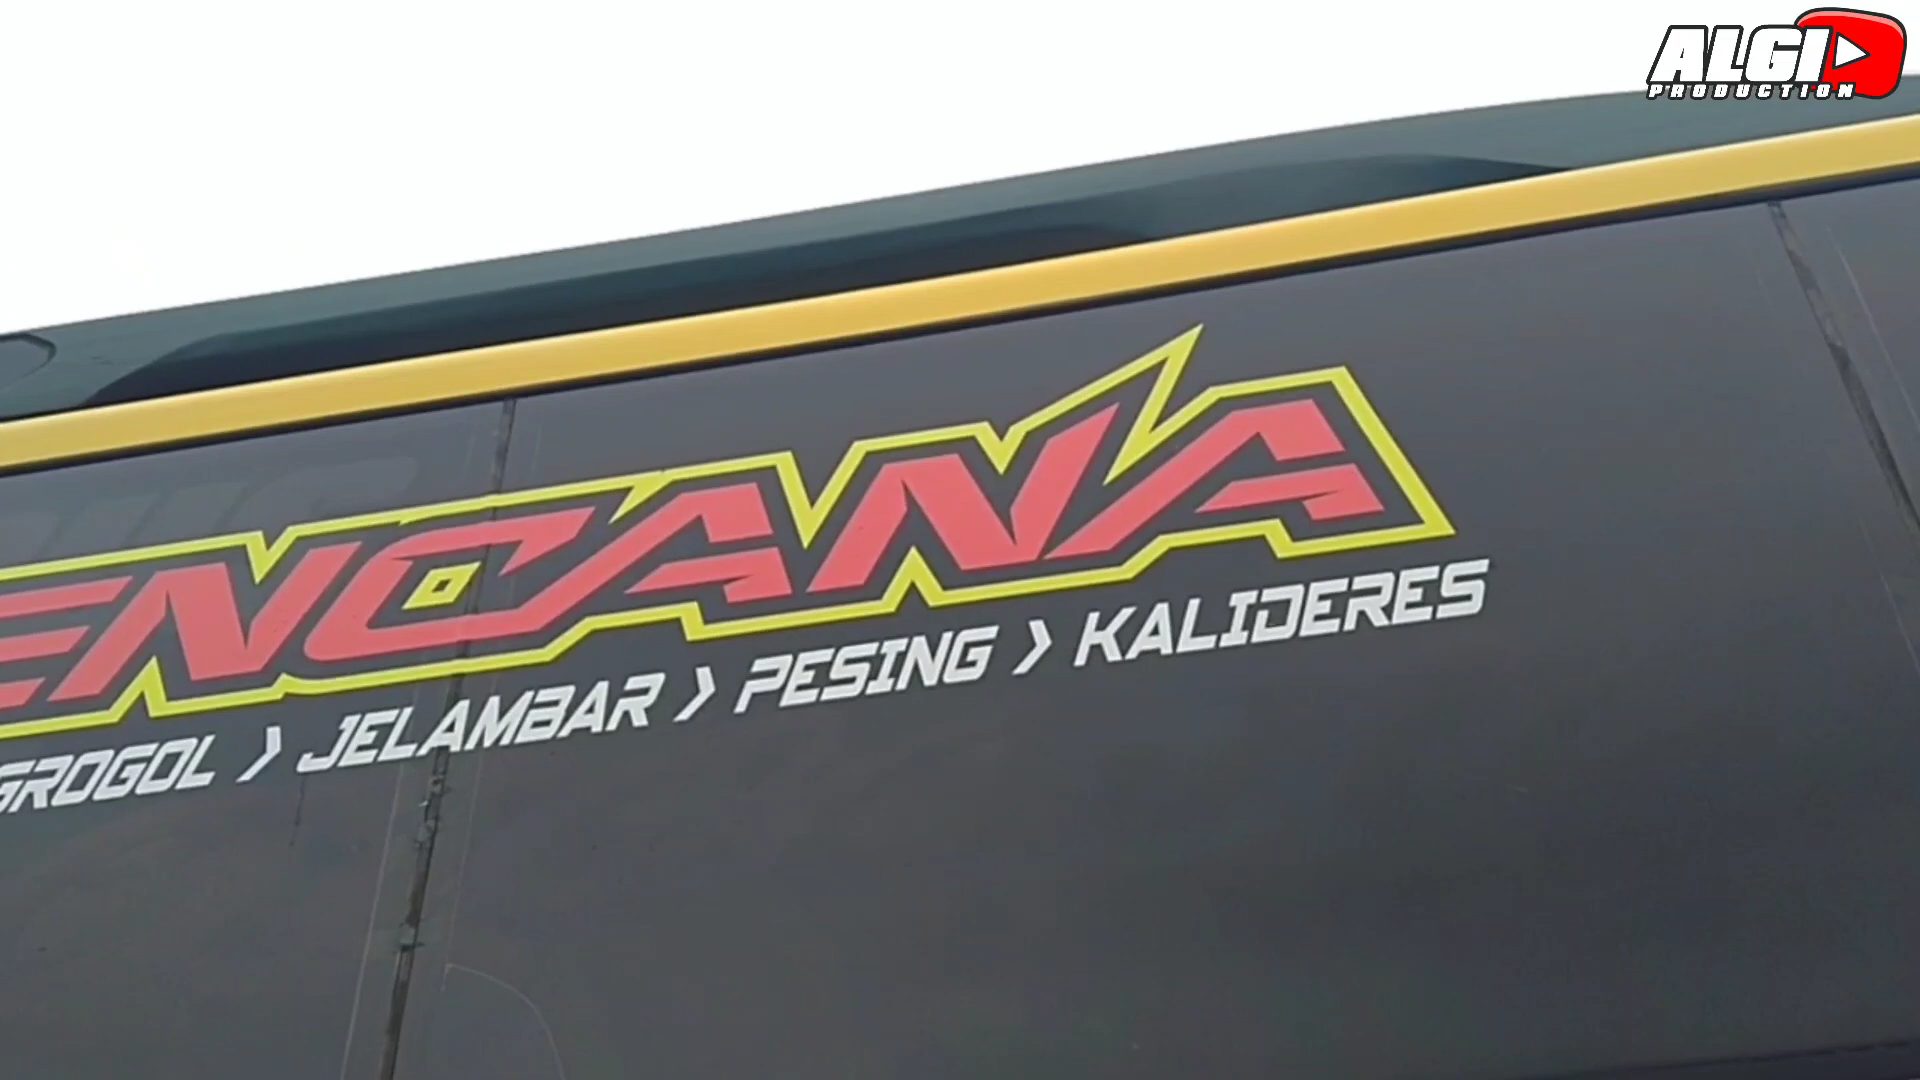 ALGI
PRODUCTION
ENCANA
GROGOL > JELAMBAR > PESING > KALIDERES